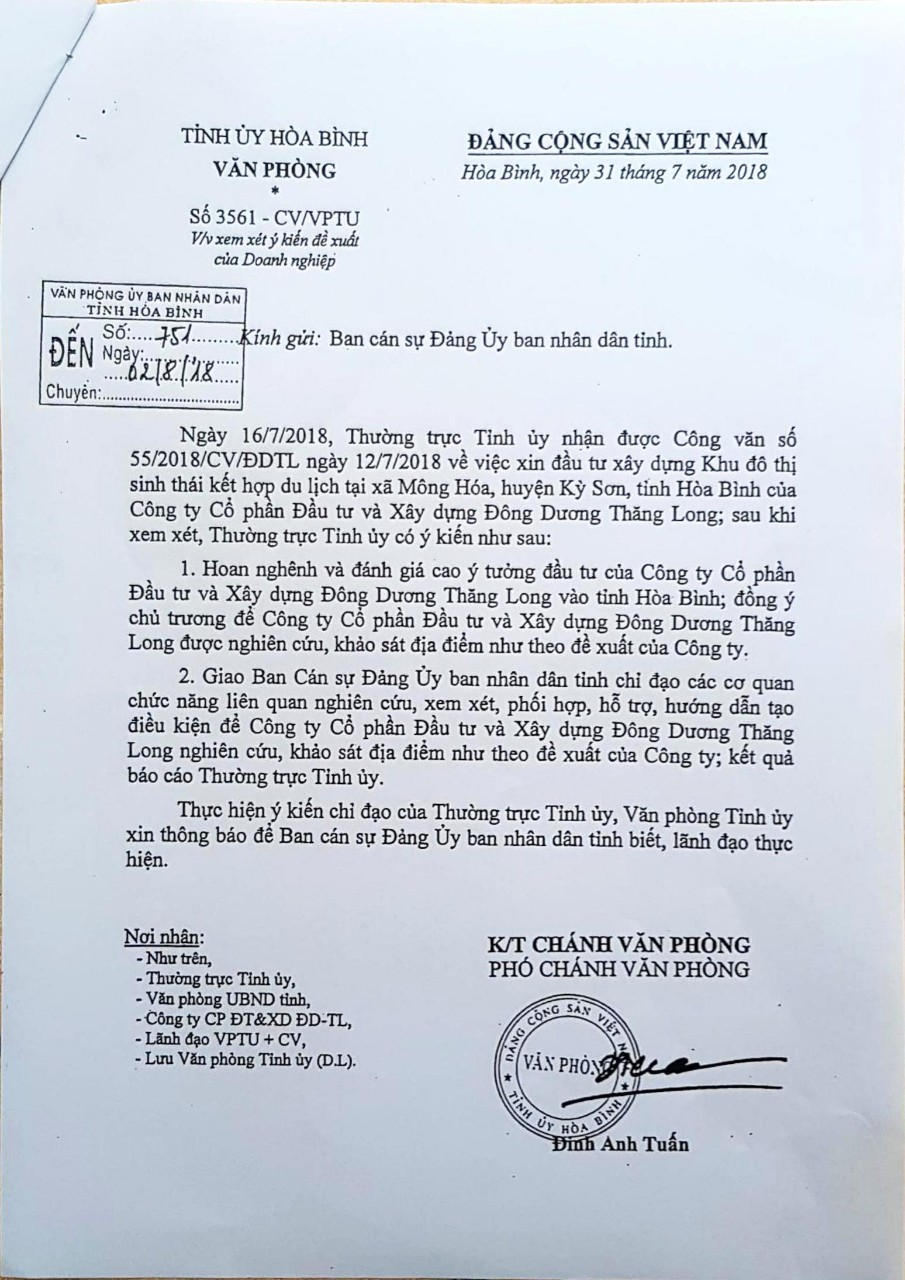 TỈNH ỦY HÒA BÌNH
VĂN PHÒNG
*
Số 3561 - CV/VPTU
V/v xem xét ý kiến đề xuất
của Doanh nghiệp
ĐẢNG CỘNG SẢN VIỆT NAM
Hòa Bình, ngày 31 tháng 7 năm 2018
VĂN PHÒNG ỦY BAN NHÂN DÂN
TỈNH HÒA BÌNH
ĐẾN
Số:....751.........
Ngày:................
.....02/8/18.....
Chuyên:................................
Kính gửi: Ban cán sự Đảng Ủy ban nhân dân tỉnh.
Ngày 16/7/2018, Thường trực Tỉnh ủy nhận được Công văn số
55/2018/CV/ĐDTL ngày 12/7/2018 về việc xin đầu tư xây dựng Khu đô thị
sinh thái kết hợp du lịch tại xã Mông Hóa, huyện Kỳ Sơn, tỉnh Hòa Bình của
Công ty Cổ phần Đầu tư và Xây dựng Đông Dương Thăng Long; sau khi
xem xét, Thường trực Tỉnh ủy có ý kiến như sau:
1. Hoan nghênh và đánh giá cao ý tưởng đầu tư của Công ty Cổ phần
Đầu tư và Xây dựng Đông Dương Thăng Long vào tỉnh Hòa Bình; đồng ý
chủ trương để Công ty Cổ phần Đầu tư và Xây dựng Đông Dương Thăng
Long được nghiên cứu, khảo sát địa điểm như theo đề xuất của Công ty.
2. Giao Ban Cán sự Đảng Ủy ban nhân dân tỉnh chỉ đạo các cơ quan
chức năng liên quan nghiên cứu, xem xét, phối hợp, hỗ trợ, hướng dẫn tạo
điều kiện để Công ty Cổ phần Đầu tư và Xây dựng Đông Dương Thăng
Long nghiên cứu, khảo sát địa điểm như theo đề xuất của Công ty; kết quả
báo cáo Thường trực Tỉnh ủy.
Thực hiện ý kiến chỉ đạo của Thường trực Tỉnh ủy, Văn phòng Tỉnh ủy
xin thông báo để Ban cán sự Đảng Ủy ban nhân dân tỉnh biết, lãnh đạo thực
hiện.
Nơi nhân:
- Như trên,
- Thường trực Tỉnh ủy,
- Văn phòng UBND tỉnh,
- Công ty CP ĐT&XD ĐD-TL,
- Lãnh đạo VPTU + CV,
- Lưu Văn phòng Tỉnh ủy (D.L).
K/T CHÁNH VĂN PHÒNG
PHÓ CHÁNH VĂN PHÒNG
ĐẢNG CỘNG SẢN VIỆT N
VĂN PHÒN
TỈNH ỦY HÒA BÌNH
Đinh Anh Tuấn